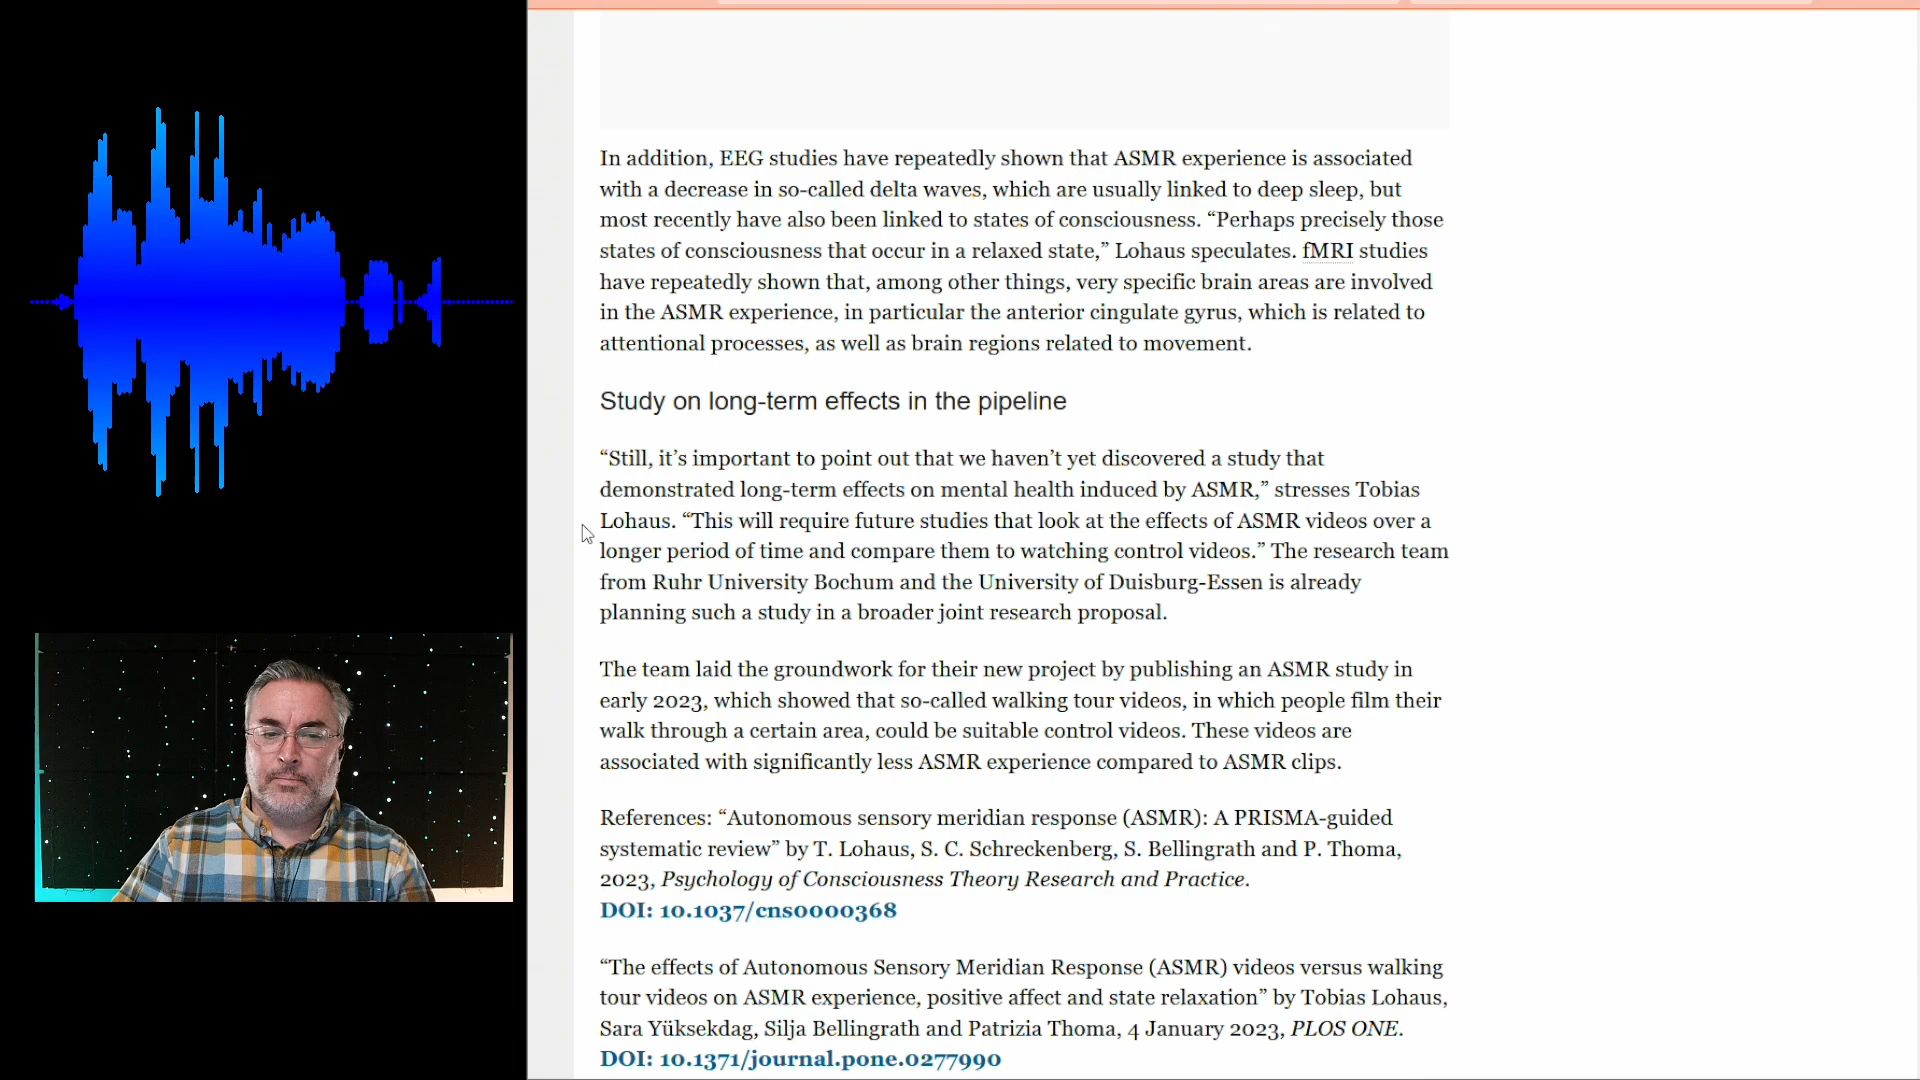 In addition, EEG studies have repeatedly shown that ASMR experience is associated
with a decrease in so-called delta waves, which are usually linked to deep sleep, but
most recently have also been linked to states of consciousness. “Perhaps precisely those
states of consciousness that occur in a relaxed state,” Lohaus speculates. fMRI studies
have repeatedly shown that, among other things, very specific brain areas are involved
in the ASMR experience, in particular the anterior cingulate gyrus, which is related to
attentional processes, as well as brain regions related to movement.
Study on long-term effects in the pipeline
“Still, it’s important to point out that we haven’t yet discovered a study that
demonstrated long-term effects on mental health induced by ASMR,” stresses Tobias
Lohaus. “This will require future studies that look at the effects of ASMR videos over a
longer period of time and compare them to watching control videos.” The research team
from Ruhr University Bochum and the University of Duisburg-Essen is already
planning such a study in a broader joint research proposal.
The team laid the groundwork for their new project by publishing an ASMR study in
early 2023, which showed that so-called walking tour videos, in which people film their
walk through a certain area, could be suitable control videos. These videos are
associated with significantly less ASMR experience compared to ASMR clips.
References: “Autonomous sensory meridian response (ASMR): A PRISMA-guided
systematic review” by T. Lohaus, S. C. Schreckenberg, S. Bellingrath and P. Thoma,
2023, Psychology of Consciousness Theory Research and Practice.
DOI: 10.1037/cns0000368
“The effects of Autonomous Sensory Meridian Response (ASMR) videos versus walking
tour videos on ASMR experience, positive affect and state relaxation” by Tobias Lohaus,
Sara Yüksekdag, Silja Bellingrath and Patrizia Thoma, 4 January 2023, PLOS ONE.
DOI: 10.1371/journal.pone.0277990